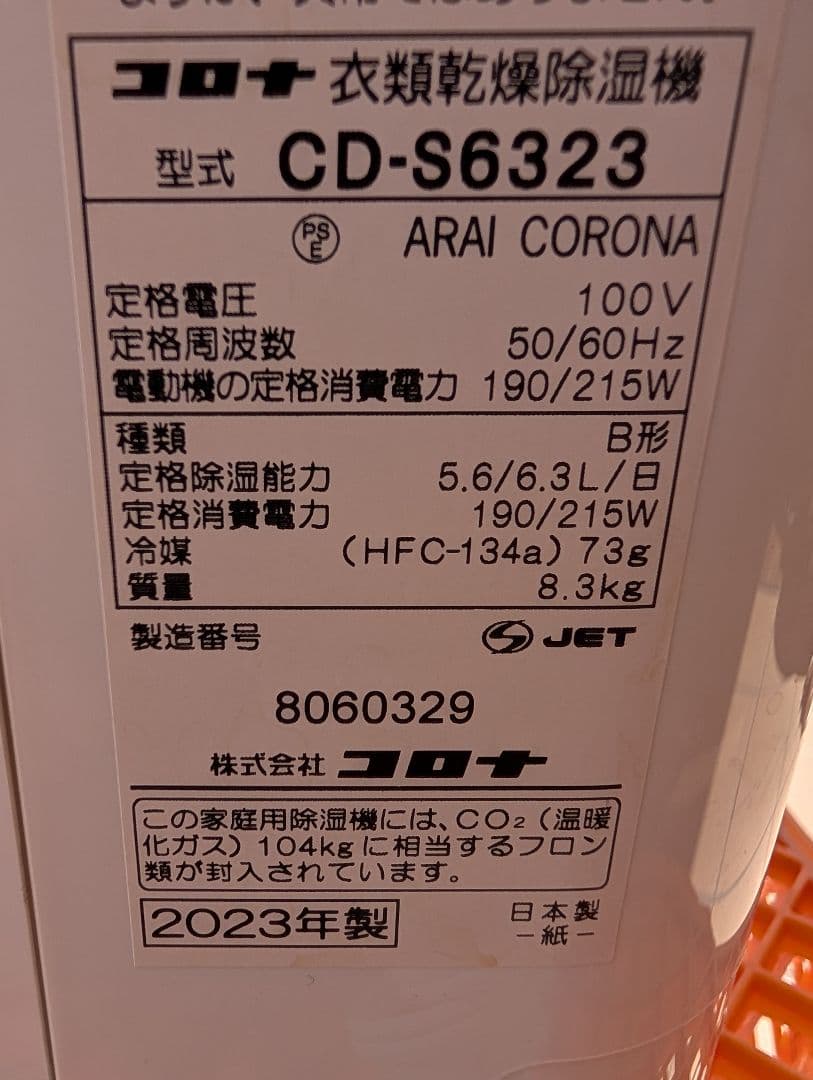 コロナ 衣類乾燥除湿機
型式 CD-S6323
PSE ARAI CORONA
定格電圧 100V
定格周波数 50/60Hz
電動機の定格消費電力 190/215W
種類 B形
定格除湿能力 5.6/6.3L/日
定格消費電力 190/215W
冷媒 (HFC-134a) 73g
質量 8.3kg
製造番号 JET
8060329
株式会社 コロナ
この家庭用除湿機には、CO₂(温暖
化ガス)104kgに相当するフロン
類が封入されています。
2023年製
日本製
-紙-